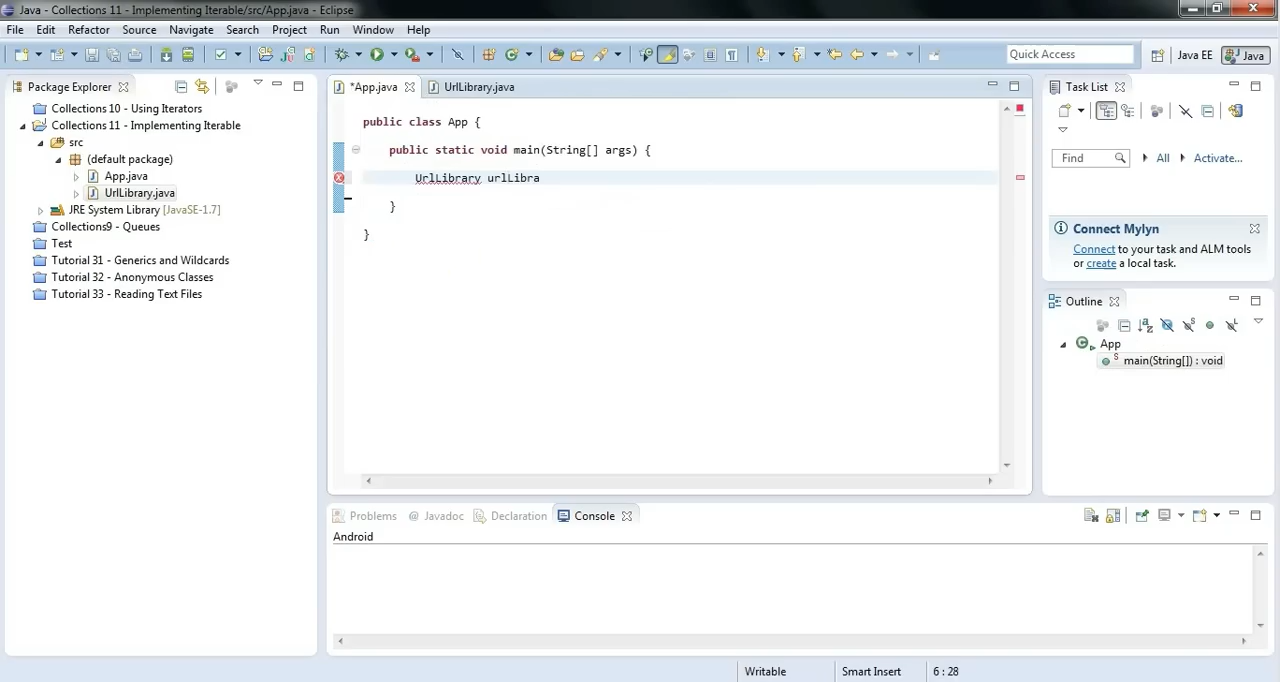 Java - Collections 11 - Implementing Iterable/src/App.java - Eclipse
File Edit Refactor Source Navigate Search Project Run Window Help
Quick Access Java EE Java
Package Explorer
Collections 10 - Using Iterators
Collections 11 - Implementing Iterable
src
(default package)
App.java
UrlLibrary.java
JRE System Library [JavaSE-1.7]
Collections9 - Queues
Test
Tutorial 31 - Generics and Wildcards
Tutorial 32 - Anonymous Classes
Tutorial 33 - Reading Text Files
*App.java UrlLibrary.java
public class App {
public static void main(String[] args) {
UrlLibrary urlLibra
}
}
Task List
Find All Activate...
Connect Mylyn
Connect to your task and ALM tools
or create a local task.
Outline
App
main(String[]) : void
Problems @ Javadoc Declaration Console
Android
Writable Smart Insert 6 : 28